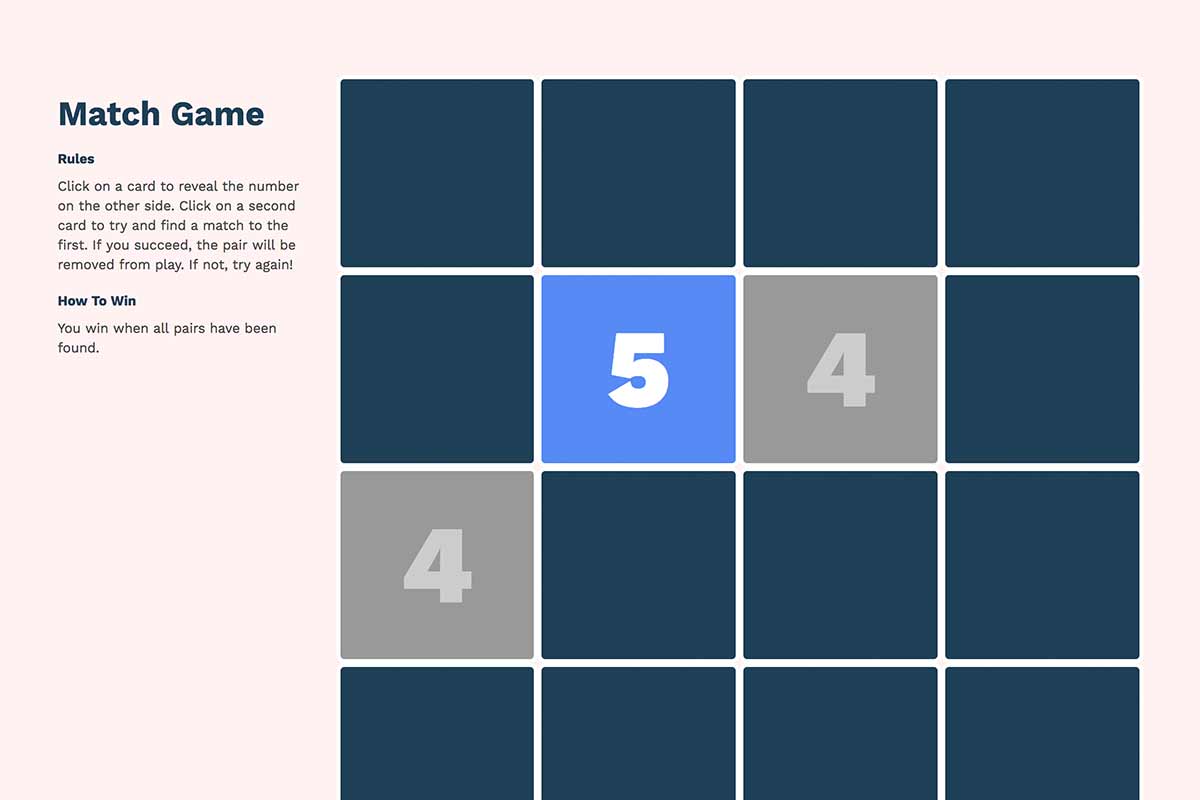 Match Game
Rules
Click on a card to reveal the number
on the other side. Click on a second
card to try and find a match to the
first. If you succeed, the pair will be
removed from play. If not, try again!
How To Win
You win when all pairs have been
found.
5
4
4